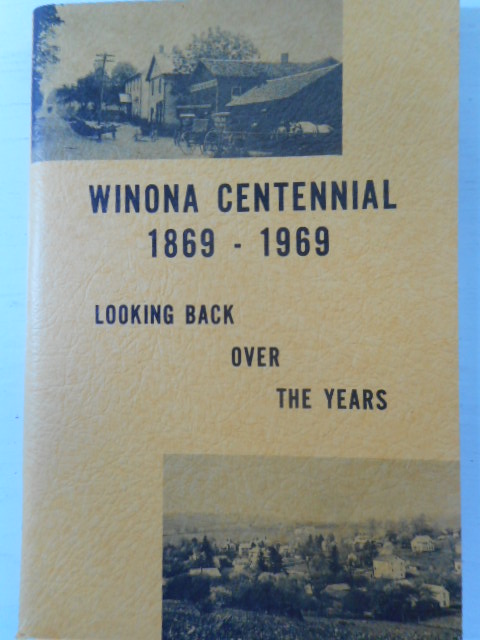 WINONA CENTENNIAL
1869 - 1969
LOOKING BACK
OVER
THE YEARS